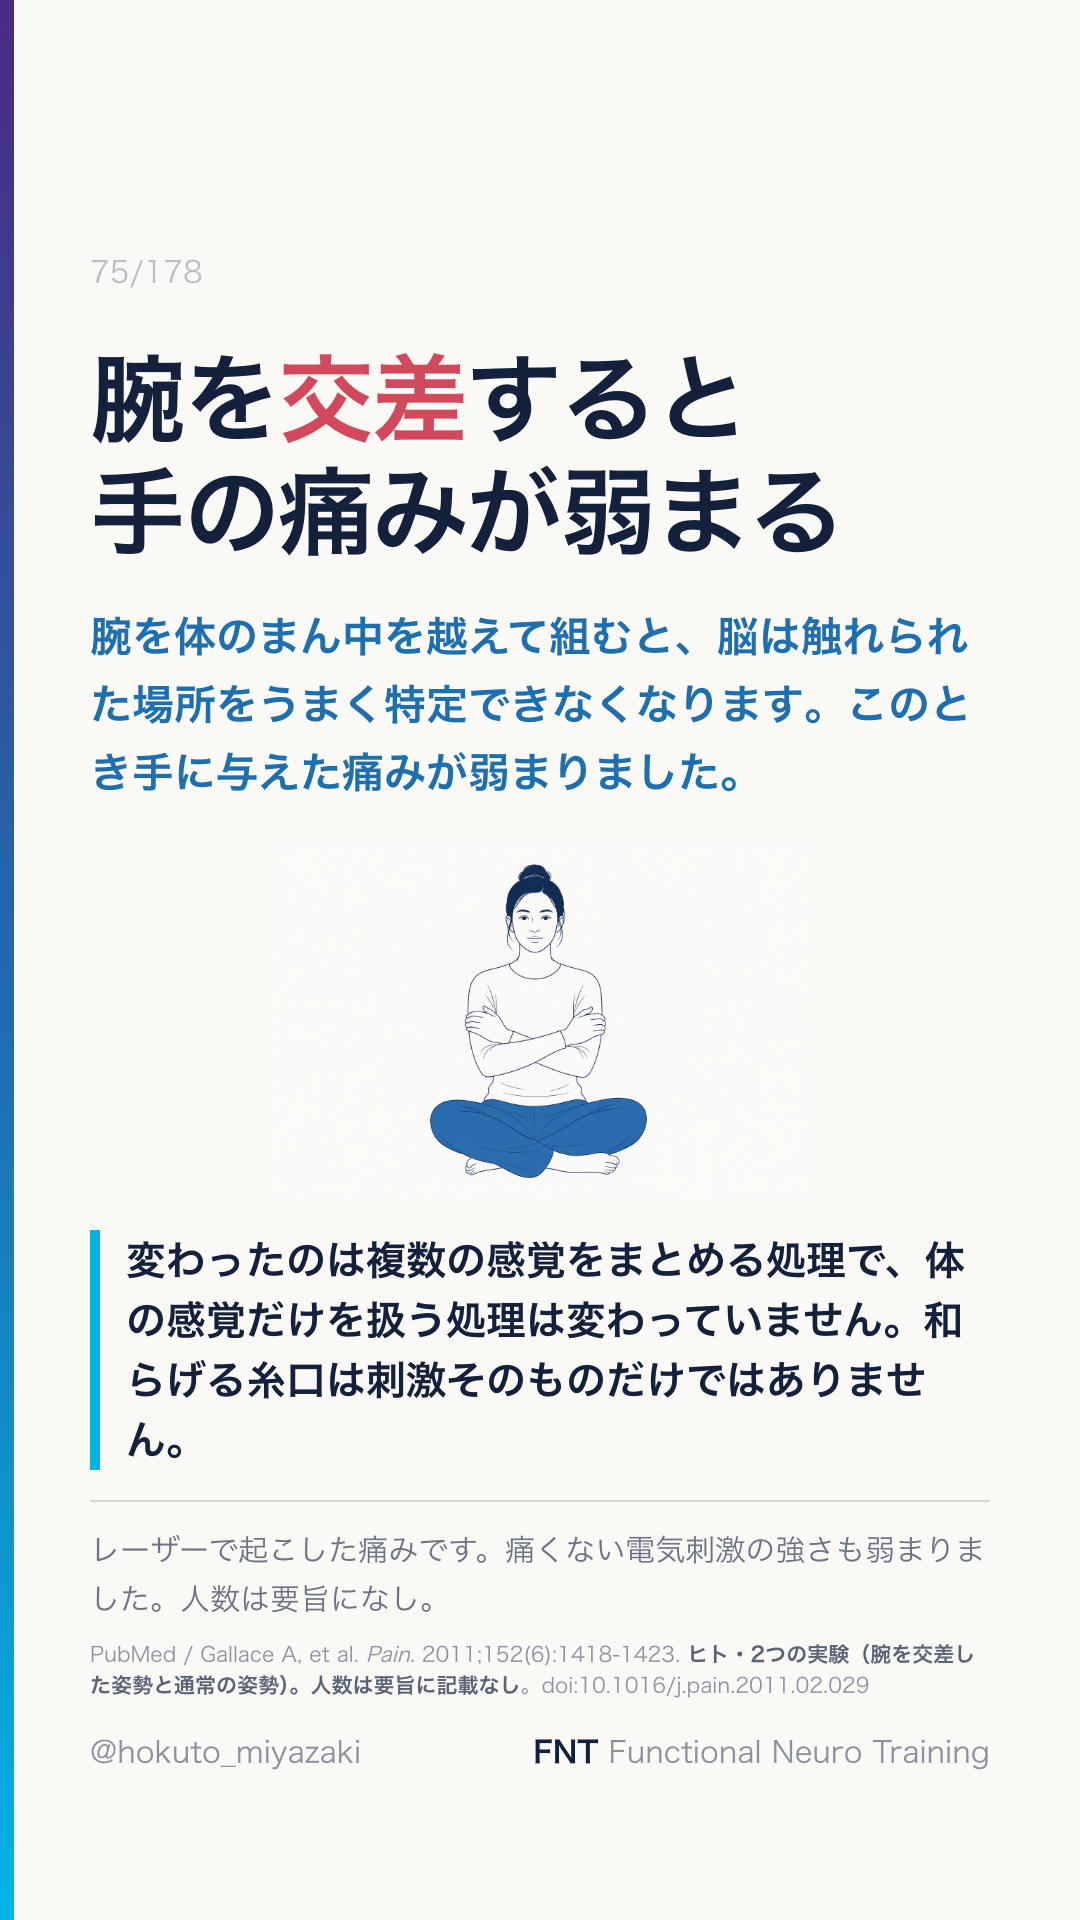 75/178
腕を交差すると
手の痛みが弱まる
腕を体のまん中を越えて組むと、脳は触れられ
た場所をうまく特定できなくなります。このと
き手に与えた痛みが弱まりました。
変わったのは複数の感覚をまとめる処理で、体
の感覚だけを扱う処理は変わっていません。和
らげる糸口は刺激そのものだけではありませ
ん。
レーザーで起こした痛みです。痛くない電気刺激の強さも弱まりま
した。人数は要旨になし。
PubMed / Gallace A, et al. Pain. 2011;152(6):1418-1423. ヒト・2つの実験（腕を交差し
た姿勢と通常の姿勢）。人数は要旨に記載なし。doi:10.1016/j.pain.2011.02.029
@hokuto_miyazaki
FNT Functional Neuro Training